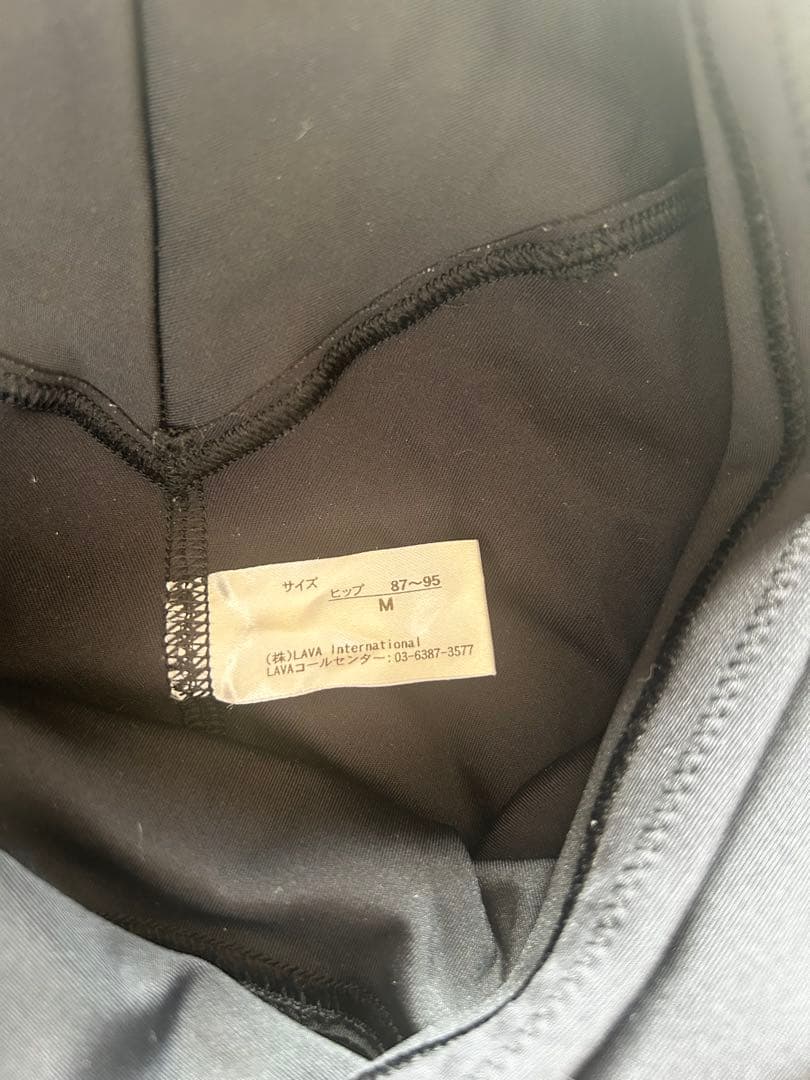 サイズ ヒップ 87〜95
M
(株)LAVA International
LAVAコールセンター:03-6387-3577